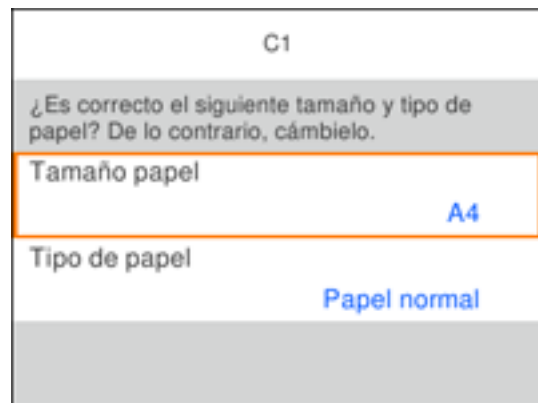 C1
¿Es correcto el siguiente tamaño y tipo de
papel? De lo contrario, cámbielo.
Tamaño papel
A4
Tipo de papel
Papel normal